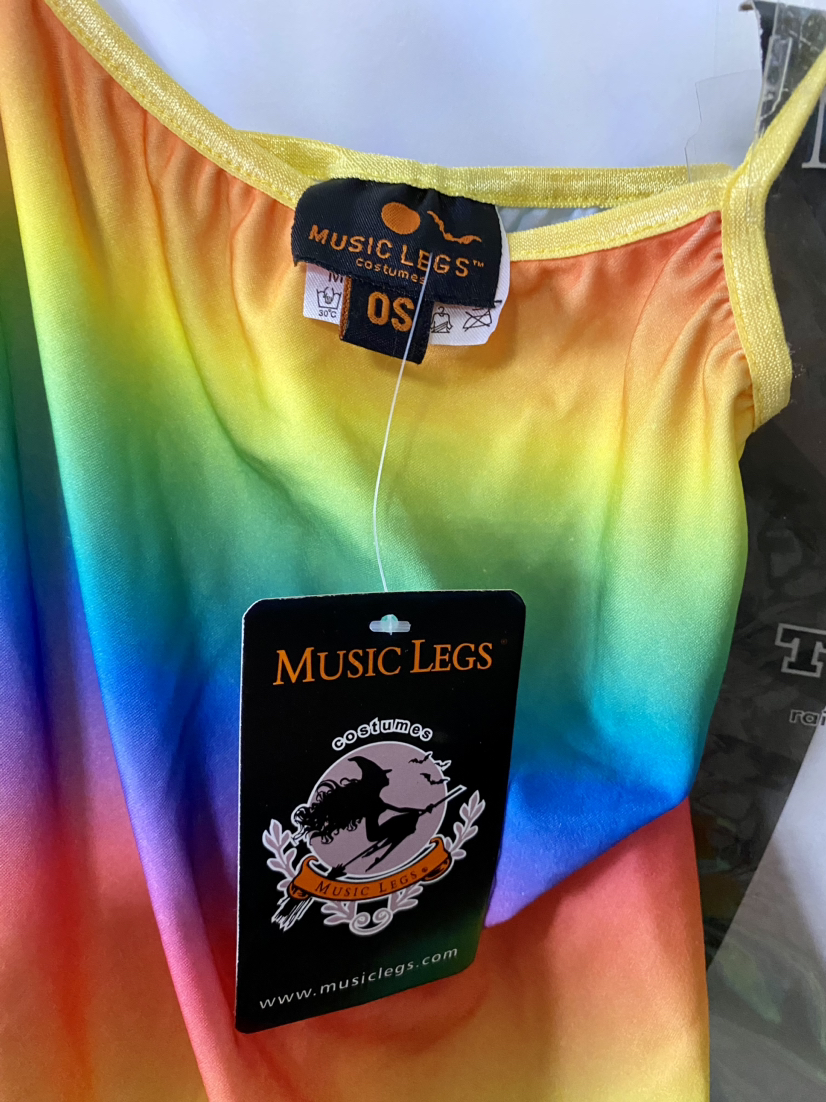 MUSIC LEGS™
costumes
OS
30°C
MUSIC LEGS
costumes
MUSIC LEGS®
www.musiclegs.com